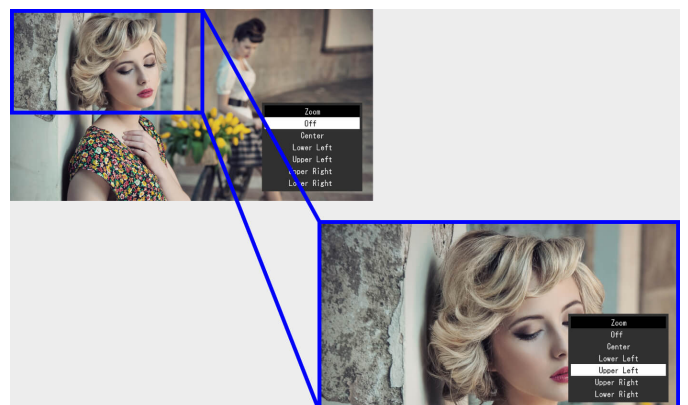 Zoom
Off
Center
Lower Left
Upper Left
Upper Right
Lower Right
Zoom
Off
Center
Lower Left
Upper Left
Upper Right
Lower Right